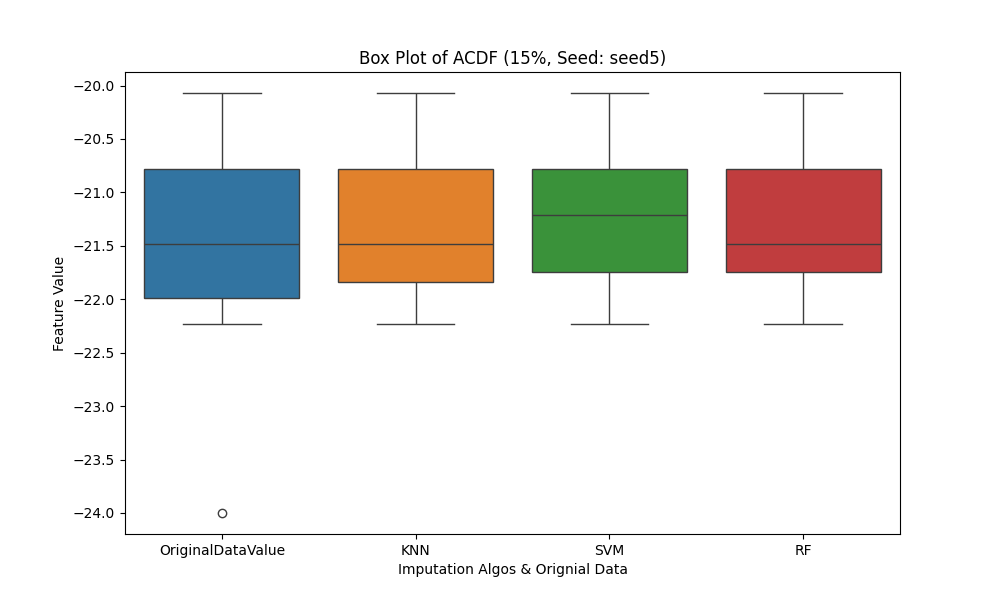 Box Plot of ACDF (15%, Seed: seed5)
−20.0
−20.5
−21.0
−21.5
−22.0
−22.5
−23.0
−23.5
−24.0
Feature Value
OriginalDataValue KNN SVM RF
Imputation Algos & Orignial Data